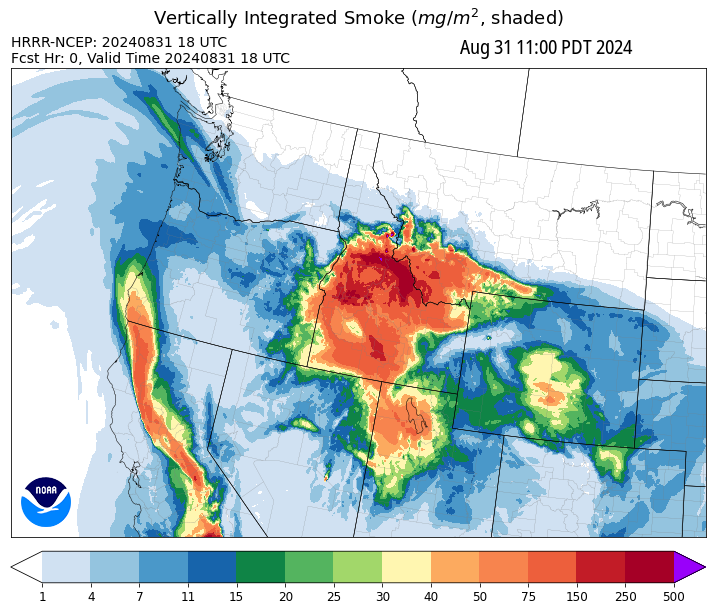 Vertically Integrated Smoke (mg/m², shaded)
HRRR-NCEP: 20240831 18 UTC
Fcst Hr: 0, Valid Time 20240831 18 UTC
Aug 31 11:00 PDT 2024
NOAA
1 4 7 11 15 20 25 30 40 50 75 150 250 500